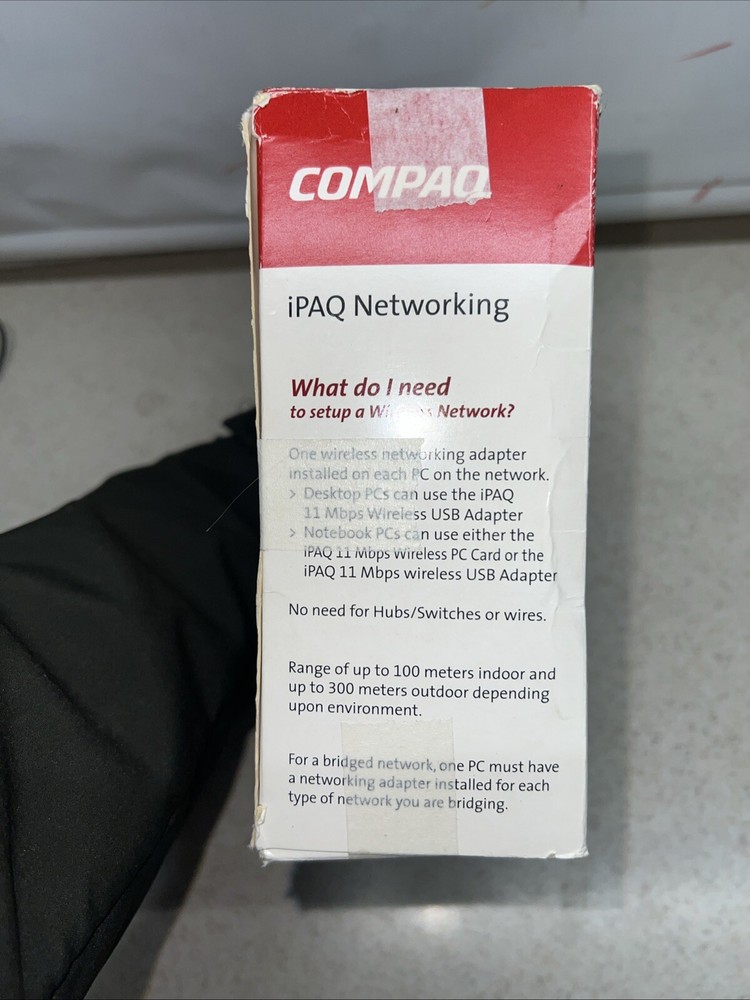 COMPAQ
iPAQ Networking
What do I need
to setup a Wireless Network?
One wireless networking adapter
installed on each PC on the network.
> Desktop PCs can use the iPAQ
11 Mbps Wireless USB Adapter
> Notebook PCs can use either the
iPAQ 11 Mbps Wireless PC Card or the
iPAQ 11 Mbps wireless USB Adapter
No need for Hubs/Switches or wires.
Range of up to 100 meters indoor and
up to 300 meters outdoor depending
upon environment.
For a bridged network, one PC must have
a networking adapter installed for each
type of network you are bridging.